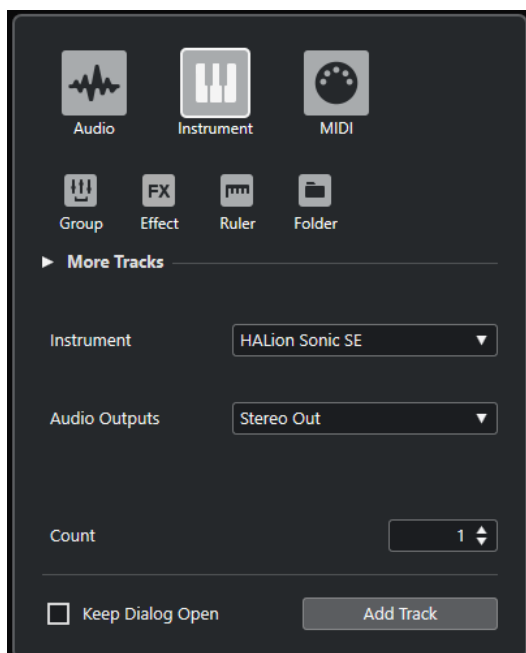 Audio Instrument MIDI
FX
Group Effect Ruler Folder
More Tracks
Instrument HALion Sonic SE
Audio Outputs Stereo Out
Count 1
Keep Dialog Open Add Track